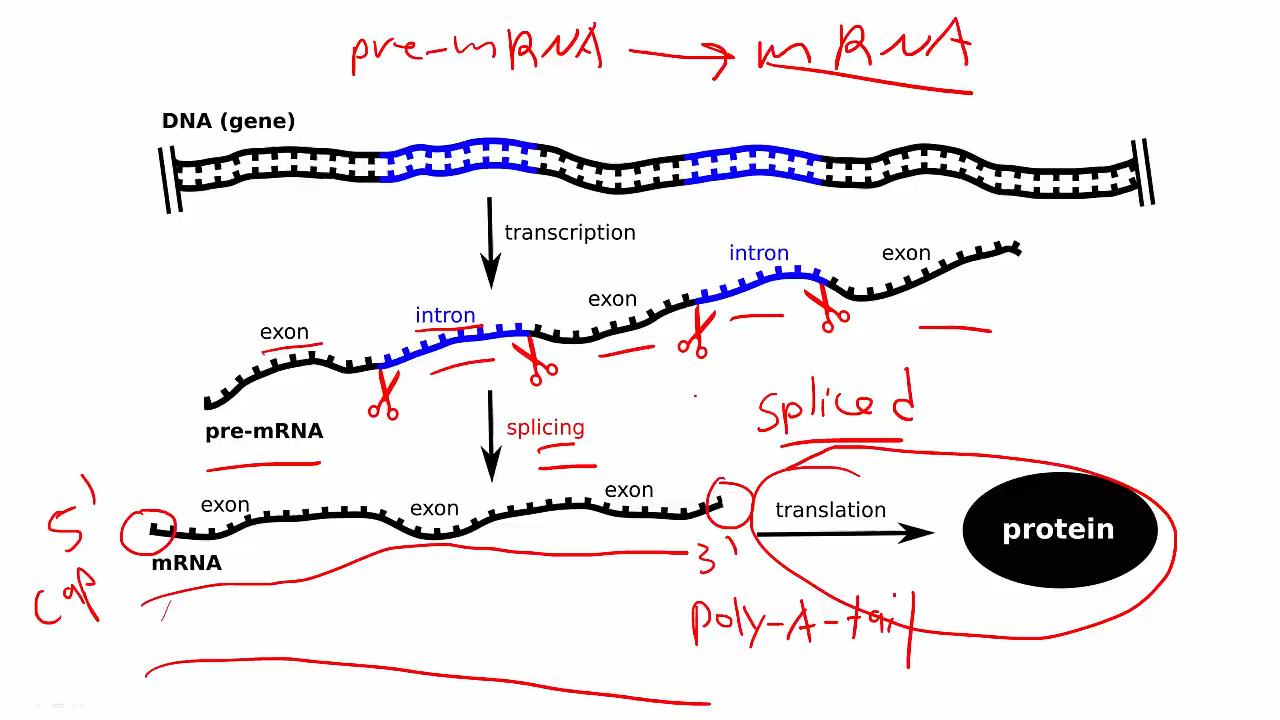 pre-mRNA → mRNA
DNA (gene)
transcription
intron
exon
exon
intron
exon
pre-mRNA
splicing
spliced
exon
exon
exon
5'
mRNA
3'
translation
protein
cap
poly-A-tail